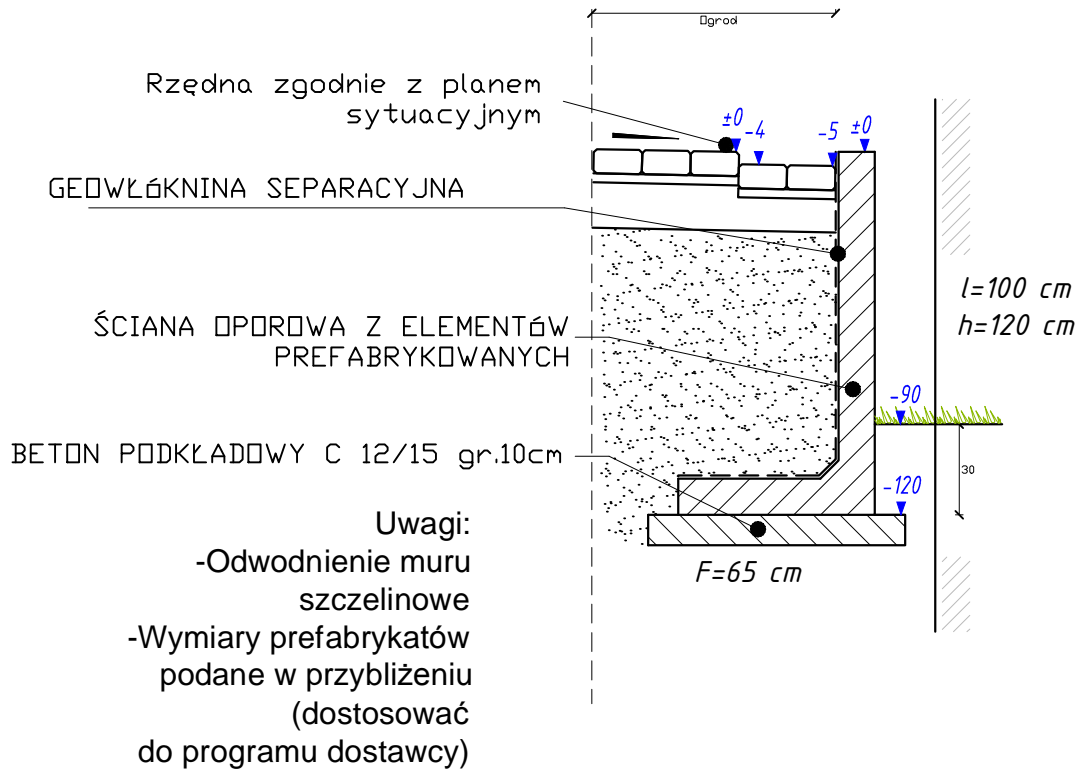 Ogrod
Rzędna zgodnie z planem
sytuacyjnym
±0
-4
-5
±0
GEOWŁóKNINA SEPARACYJNA
l=100 cm
h=120 cm
ŚCIANA OPOROWA Z ELEMENTóW
PREFABRYKOWANYCH
-90
BETON PODKŁADOWY C 12/15 gr.10cm
30
-120
F=65 cm
Uwagi:
-Odwodnienie muru
szczelinowe
-Wymiary prefabrykatów
podane w przybliżeniu
(dostosować
do programu dostawcy)